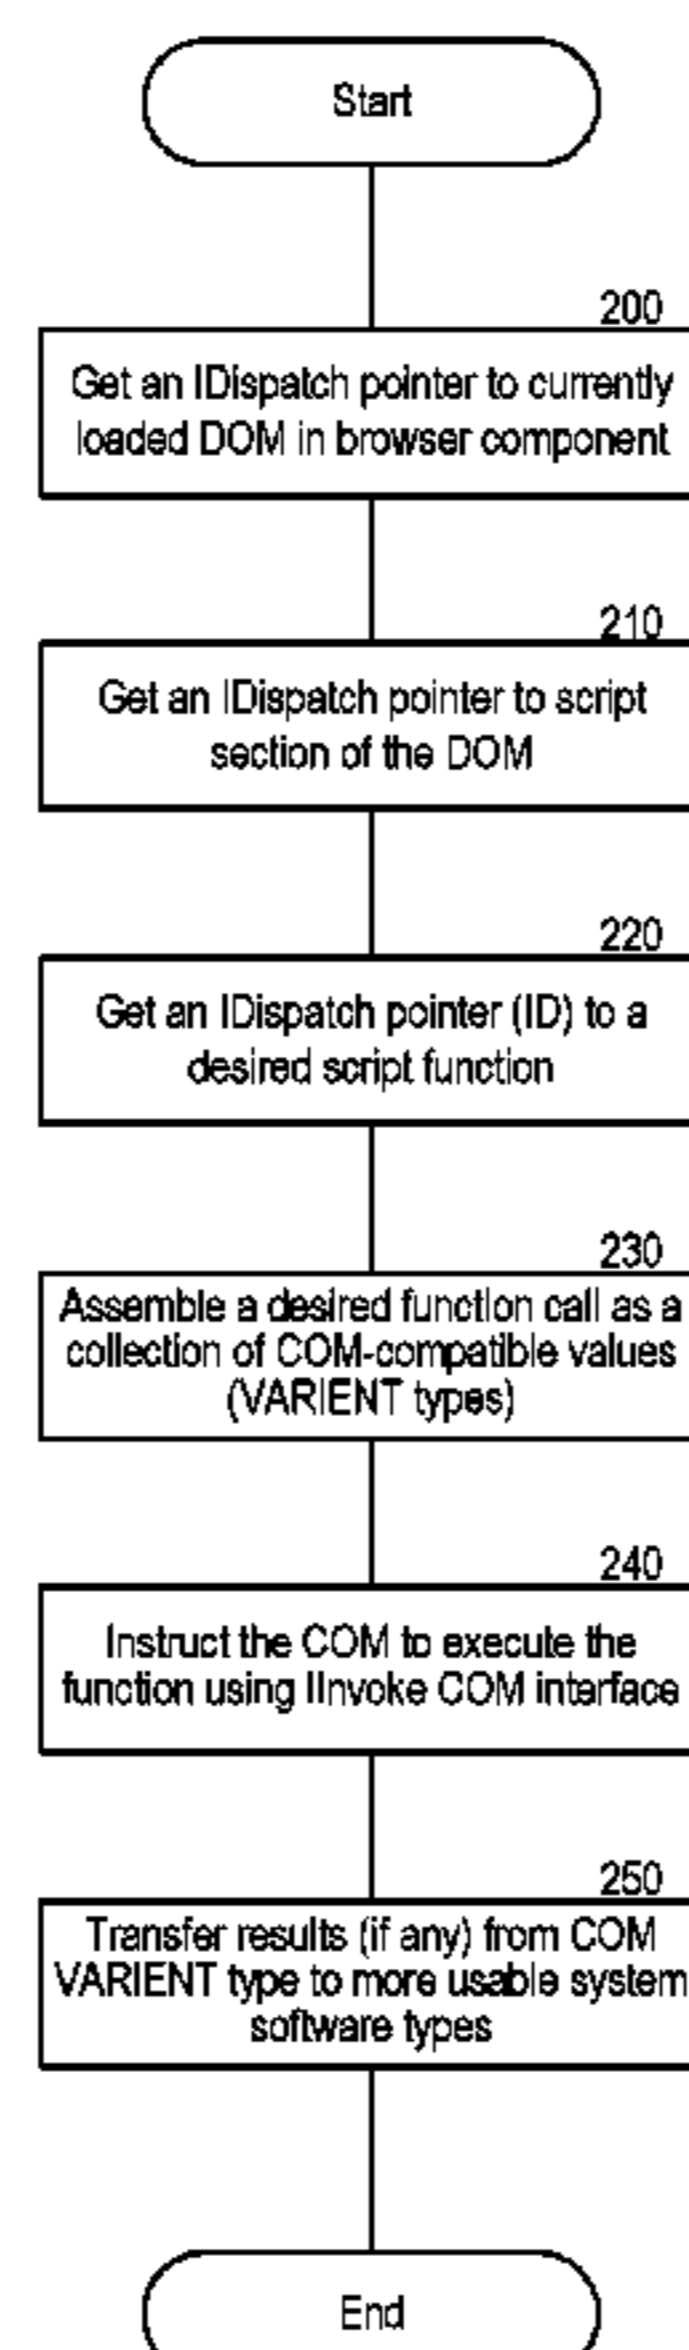 Start
200
Get an IDispatch pointer to currently
loaded DOM in browser component
210
Get an IDispatch pointer to script
section of the DOM
220
Get an IDispatch pointer (ID) to a
desired script function
230
Assemble a desired function call as a
collection of COM-compatible values
(VARIENT types)
240
Instruct the COM to execute the
function using IInvoke COM interface
250
Transfer results (if any) from COM
VARIENT type to more usable system
software types
End